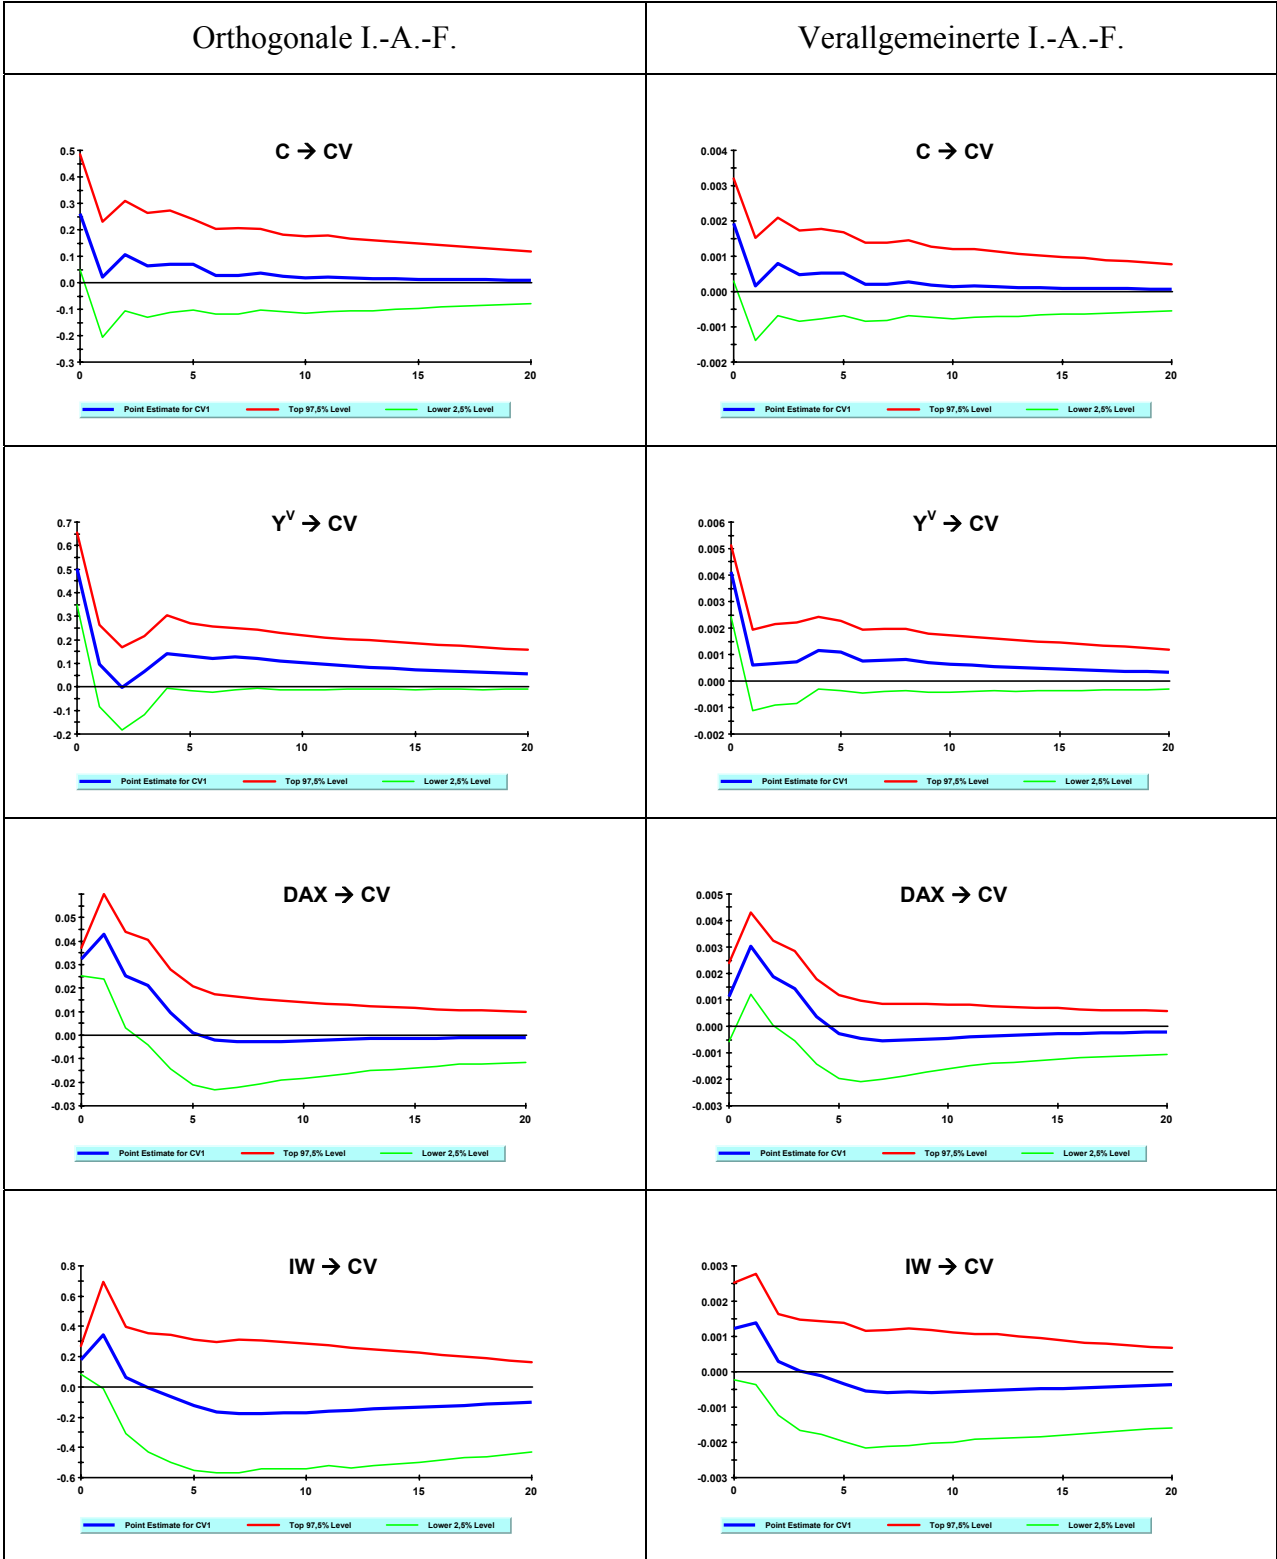 Orthogonale I.-A.-F.
Verallgemeinerte I.-A.-F.
C → CV
0.5
0.4
0.3
0.2
0.1
0.0
-0.1
-0.2
-0.3
0 5 10 15 20
Point Estimate for CV1 Top 97,5% Level Lower 2,5% Level
C → CV
0.004
0.003
0.002
0.001
0.000
-0.001
-0.002
0 5 10 15 20
Point Estimate for CV1 Top 97,5% Level Lower 2,5% Level
Y^V → CV
0.7
0.6
0.5
0.4
0.3
0.2
0.1
0.0
-0.1
-0.2
0 5 10 15 20
Point Estimate for CV1 Top 97,5% Level Lower 2,5% Level
Y^V → CV
0.006
0.005
0.004
0.003
0.002
0.001
0.000
-0.001
-0.002
0 5 10 15 20
Point Estimate for CV1 Top 97,5% Level Lower 2,5% Level
DAX → CV
0.05
0.04
0.03
0.02
0.01
0.00
-0.01
-0.02
-0.03
0 5 10 15 20
Point Estimate for CV1 Top 97,5% Level Lower 2,5% Level
DAX → CV
0.005
0.004
0.003
0.002
0.001
0.000
-0.001
-0.002
-0.003
0 5 10 15 20
Point Estimate for CV1 Top 97,5% Level Lower 2,5% Level
IW → CV
0.8
0.6
0.4
0.2
0.0
-0.2
-0.4
-0.6
0 5 10 15 20
Point Estimate for CV1 Top 97,5% Level Lower 2,5% Level
IW → CV
0.003
0.002
0.001
0.000
-0.001
-0.002
-0.003
0 5 10 15 20
Point Estimate for CV1 Top 97,5% Level Lower 2,5% Level